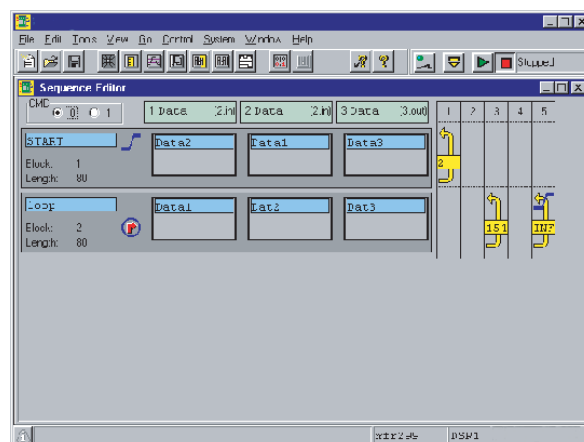 File Edit Tools View Go Control System Window Help
Stopped
Sequence Editor
CMD
0 1
1 Data [2.in] 2 Data [2.in] 3 Data [3.out] 1 2 3 4 5
START
Data2 Data1 Data3
2
Block: 1
Length: 80
Loop
Data1 Dat2 Dat3
151 INF
Block: 2
Length: 80
DSR1